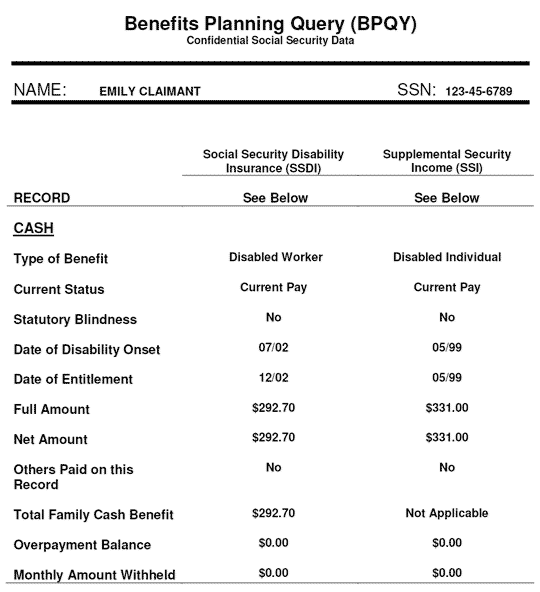 Benefits Planning Query (BPQY)
Confidential Social Security Data
NAME: EMILY CLAIMANT SSN: 123-45-6789
Social Security Disability Supplemental Security
Insurance (SSDI) Income (SSI)
RECORD See Below See Below
CASH
Type of Benefit Disabled Worker Disabled Individual
Current Status Current Pay Current Pay
Statutory Blindness No No
Date of Disability Onset 07/02 05/99
Date of Entitlement 12/02 05/99
Full Amount $292.70 $331.00
Net Amount $292.70 $331.00
Others Paid on this No No
Record
Total Family Cash Benefit $292.70 Not Applicable
Overpayment Balance $0.00 $0.00
Monthly Amount Withheld $0.00 $0.00